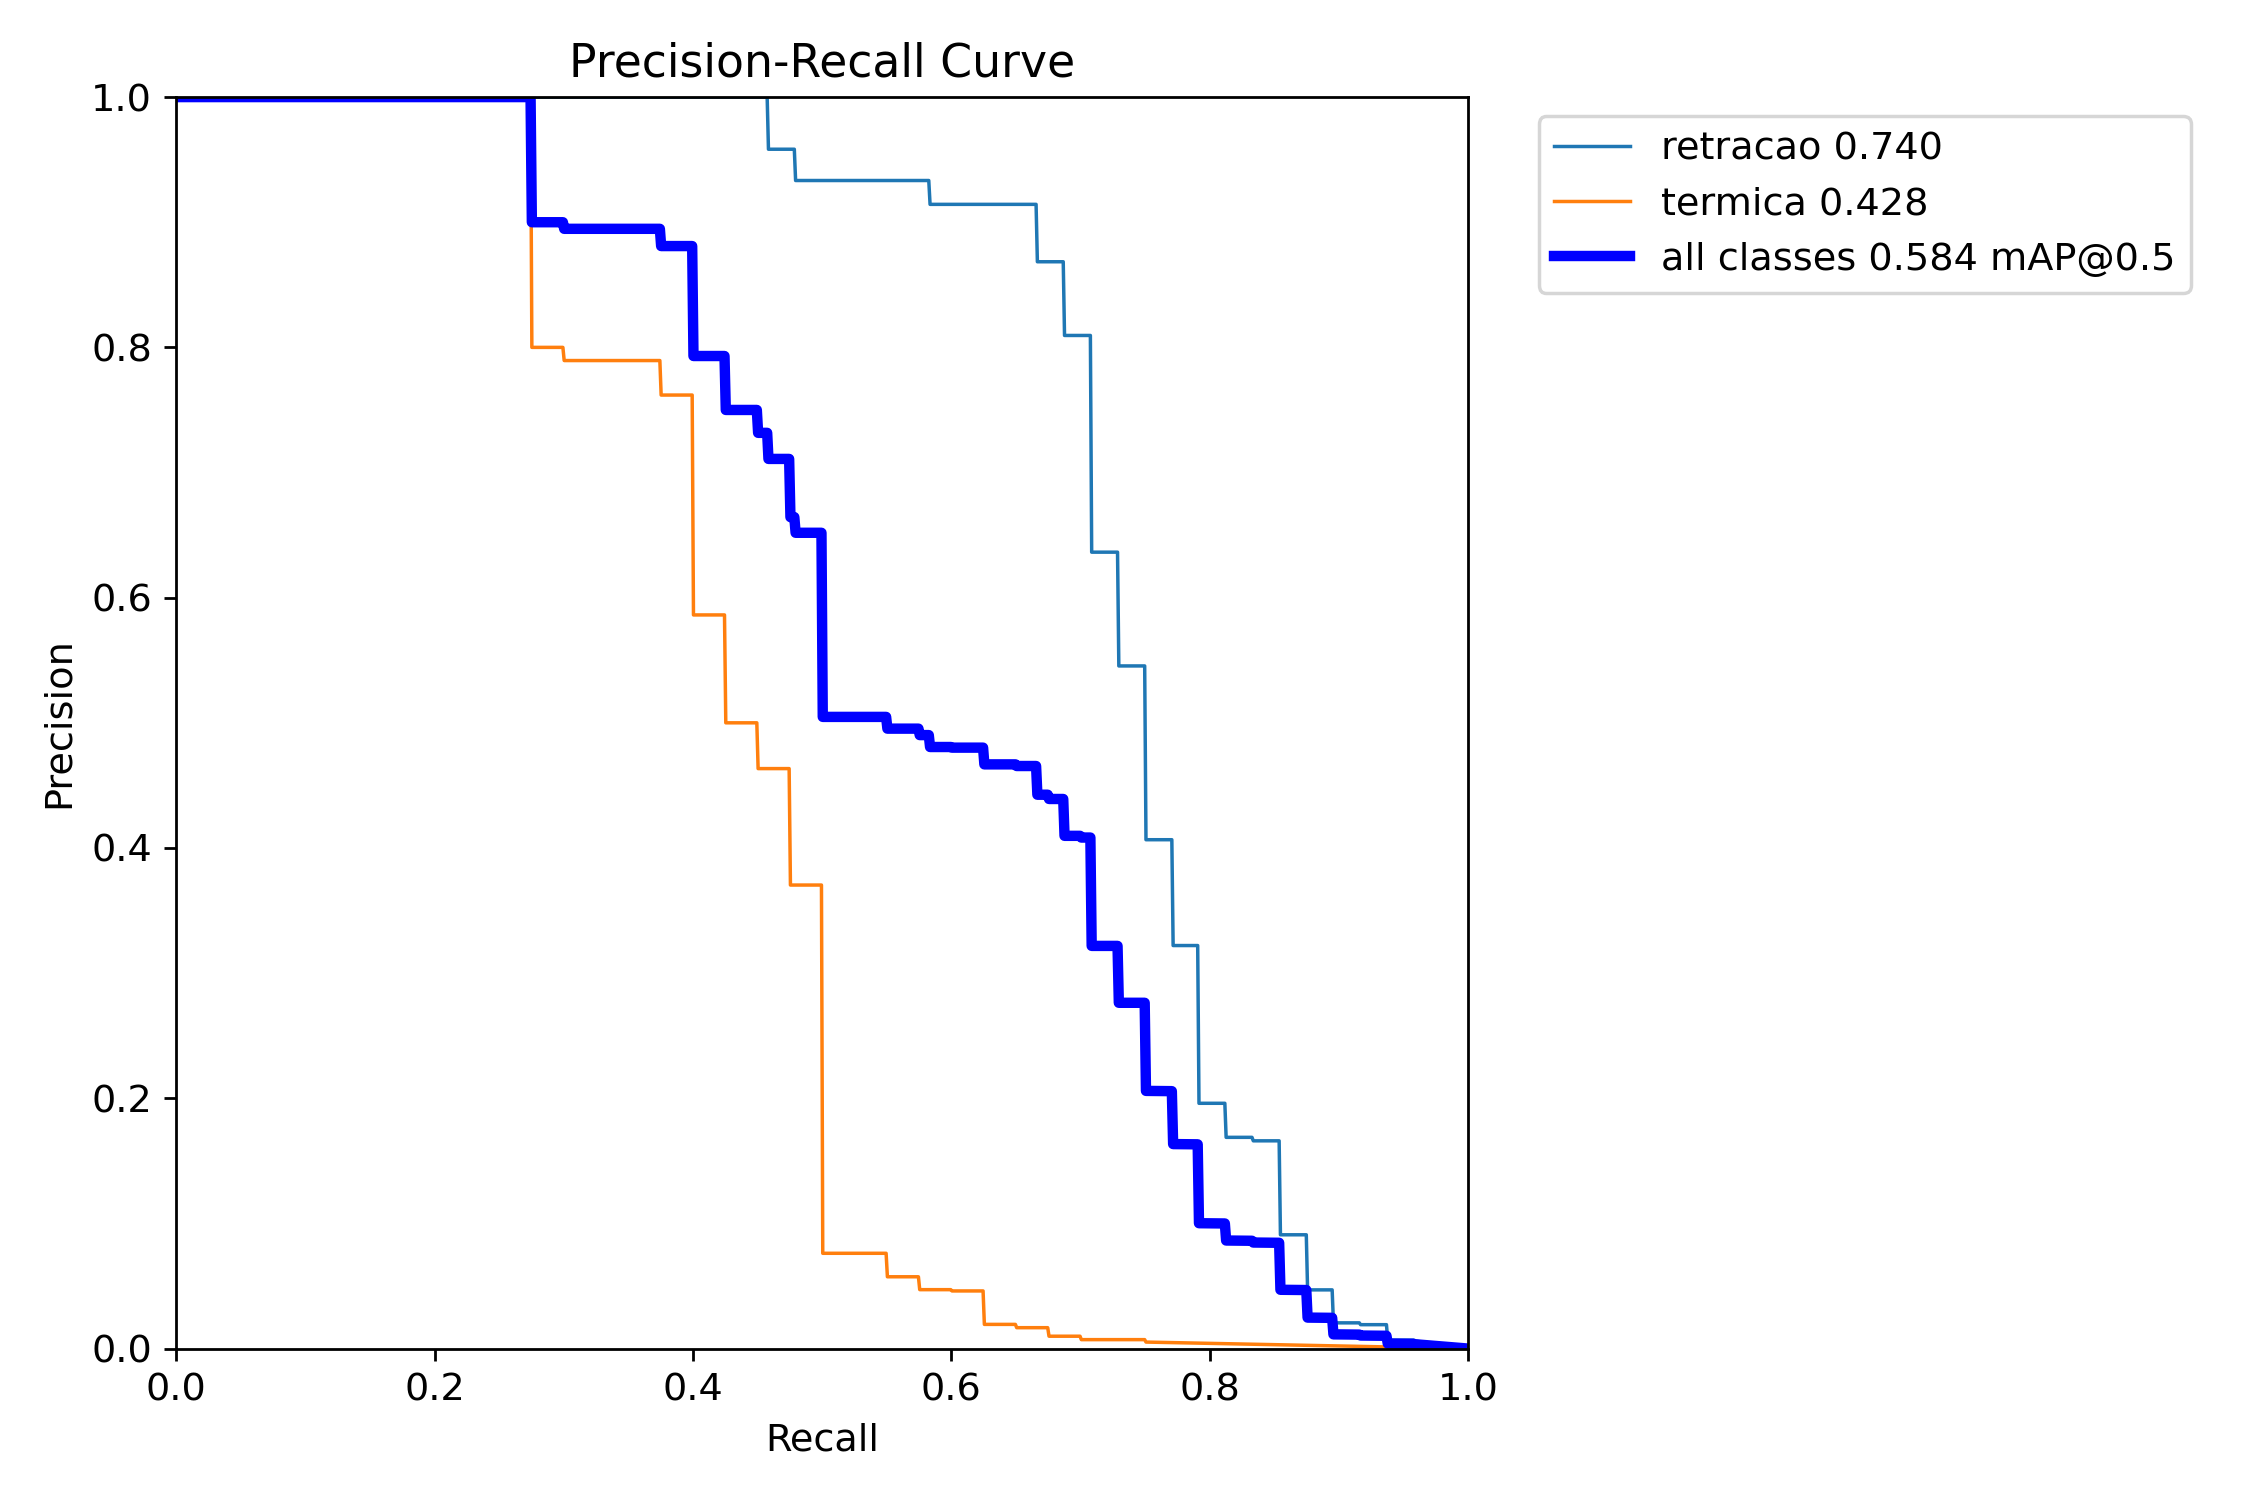 Precision-Recall Curve
1.0
0.8
0.6
0.4
0.2
0.0
Precision
0.0 0.2 0.4 0.6 0.8 1.0
Recall
retracao 0.740
termica 0.428
all classes 0.584 mAP@0.5